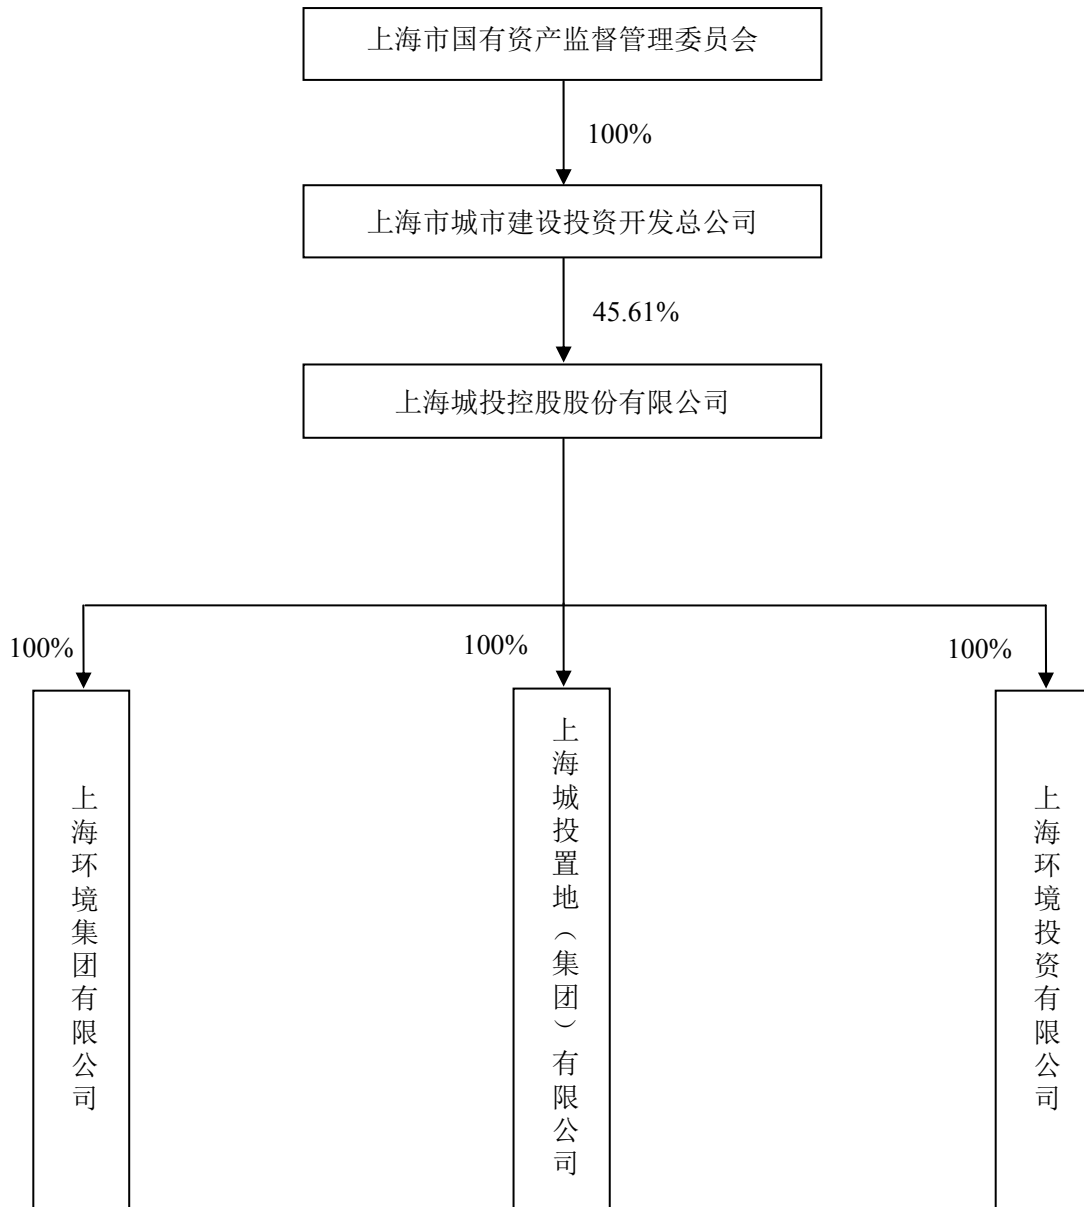 上海市国有资产监督管理委员会
100%
上海市城市建设投资开发总公司
45.61%
上海城投控股股份有限公司
100%
100%
100%
上海环境集团有限公司
上海城投置地（集团）有限公司
上海环境投资有限公司